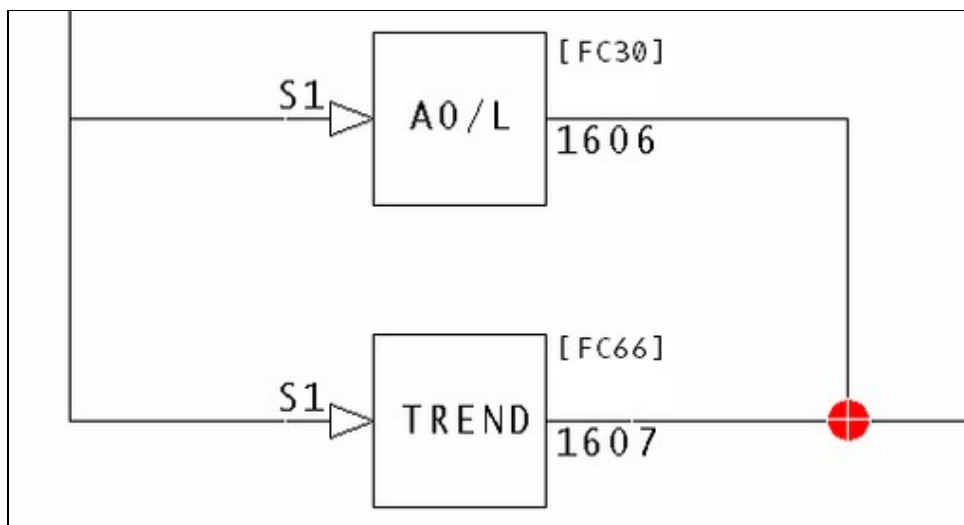 [FC30]
S1
AO/L
1606
[FC66]
S1
TREND
1607